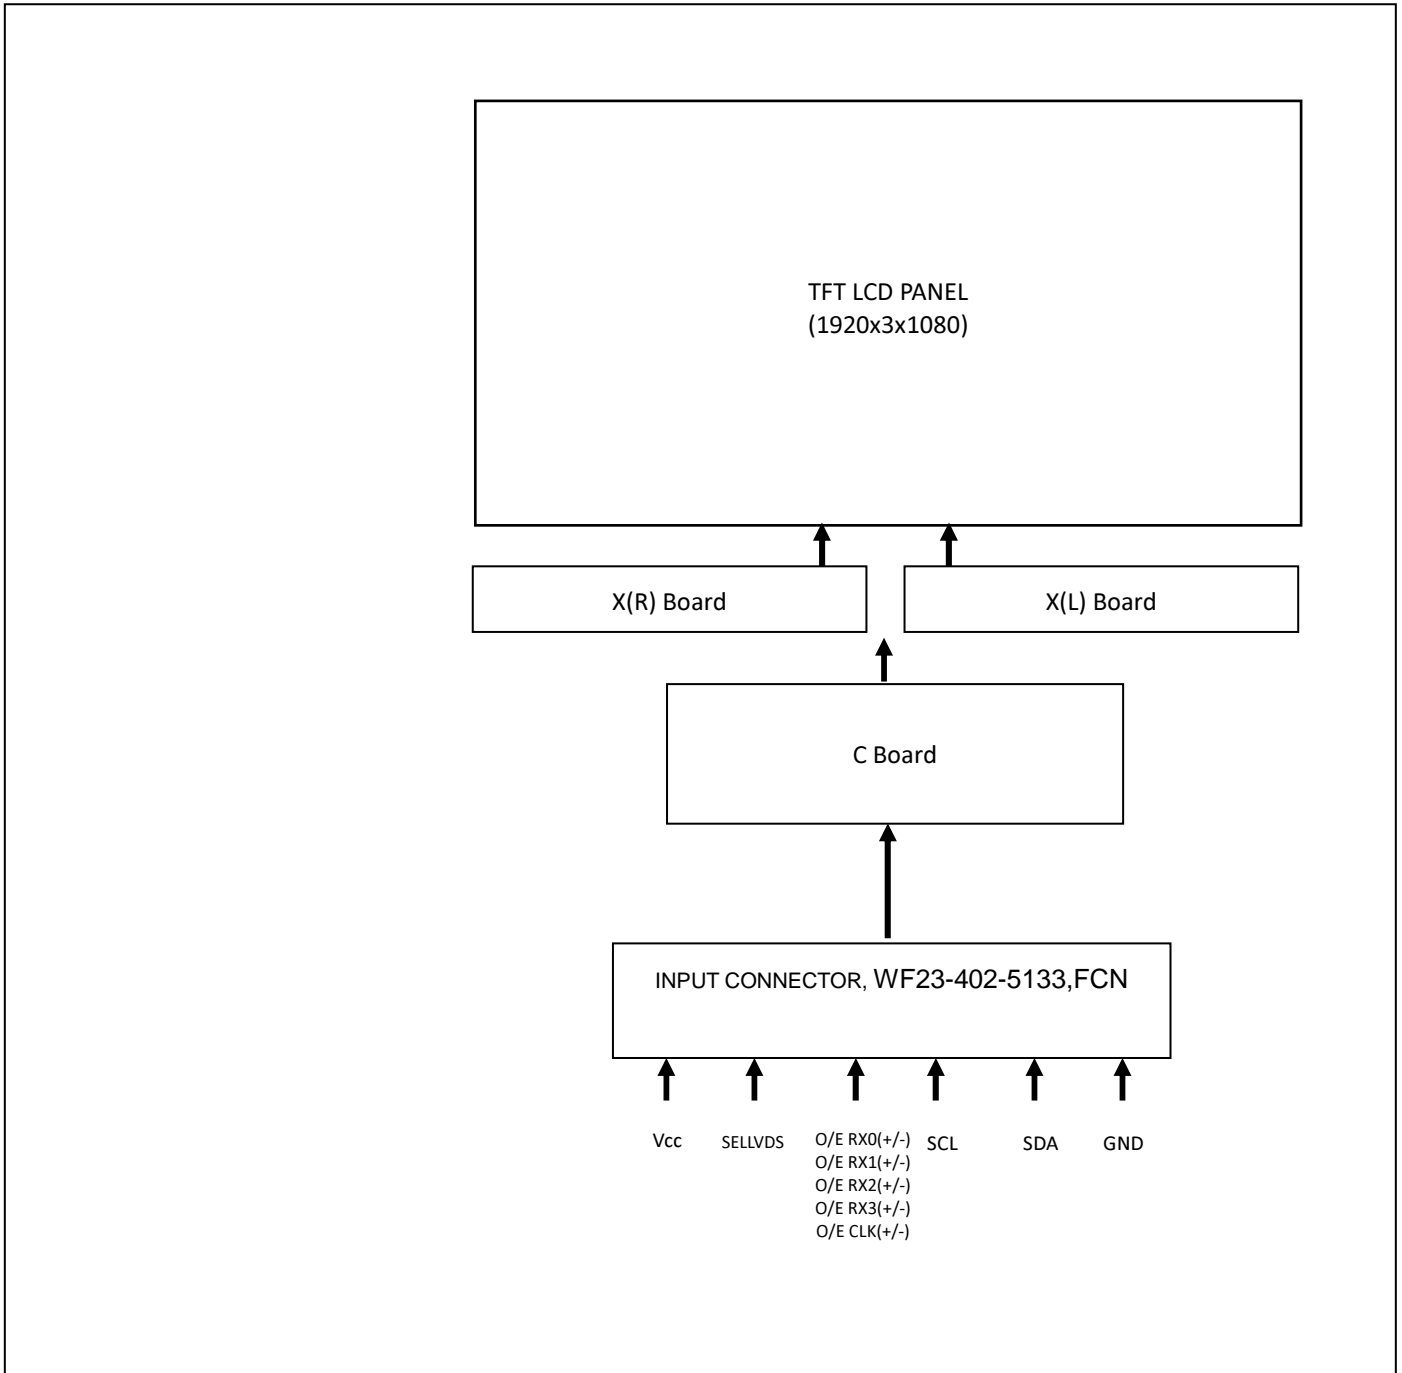 TFT LCD PANEL
(1920x3x1080)
X(R) Board
X(L) Board
C Board
INPUT CONNECTOR, WF23-402-5133,FCN
Vcc
SELLVDS
O/E RX0(+/-)
O/E RX1(+/-)
O/E RX2(+/-)
O/E RX3(+/-)
O/E CLK(+/-)
SCL
SDA
GND